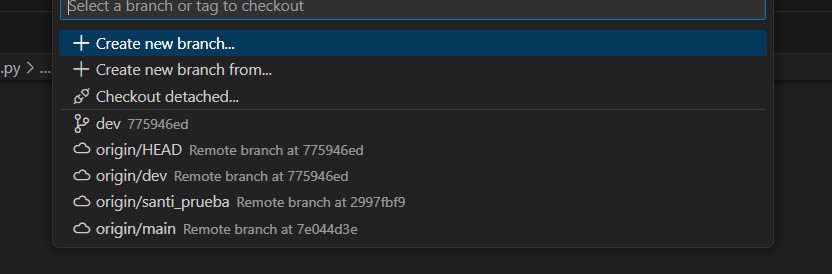 Select a branch or tag to checkout
Create new branch...
Create new branch from...
.py > ...
Checkout detached...
dev 775946ed
origin/HEAD Remote branch at 775946ed
origin/dev Remote branch at 775946ed
origin/santi_prueba Remote branch at 2997fbf9
origin/main Remote branch at 7e044d3e